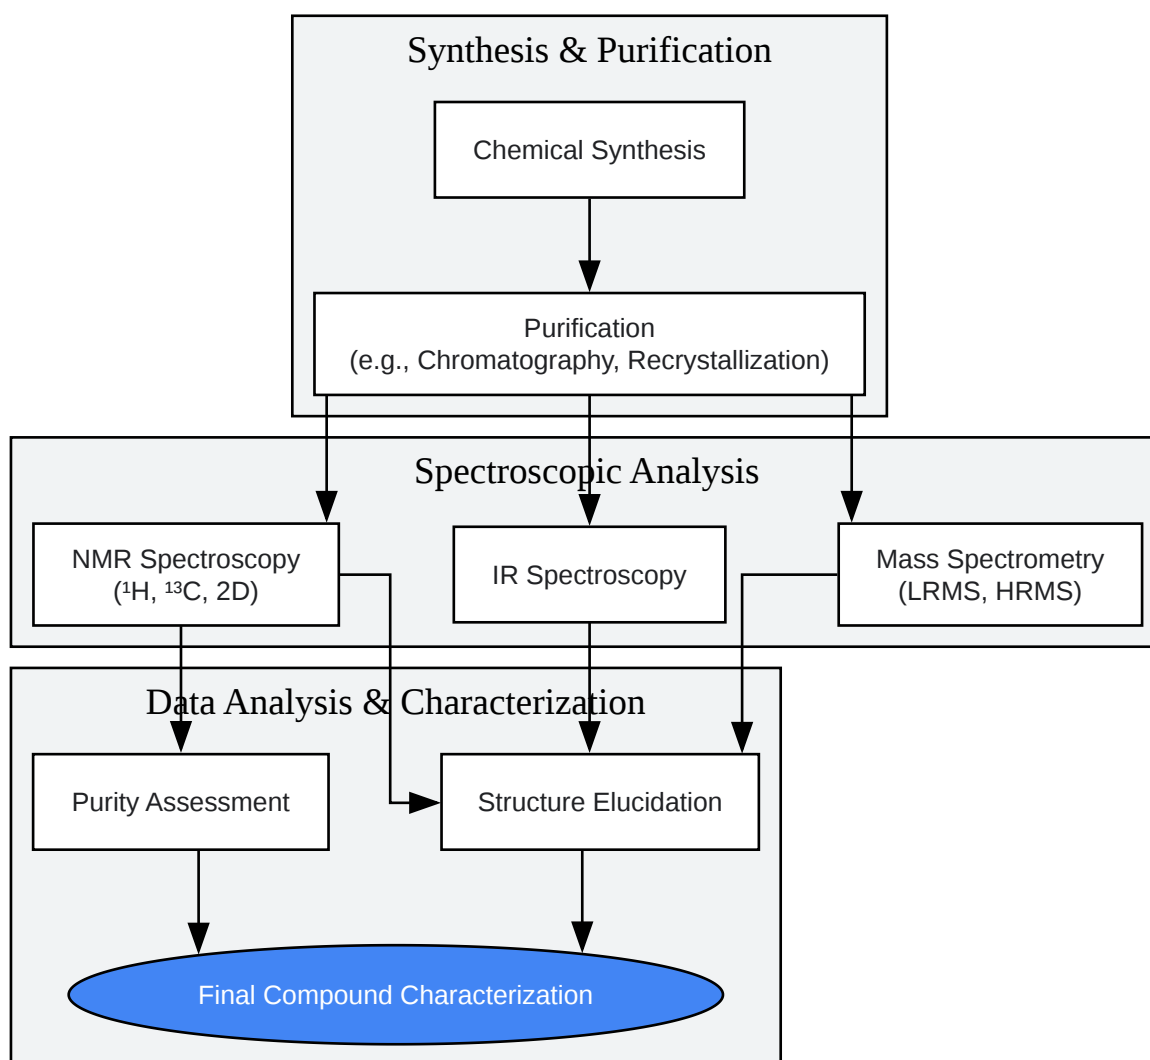 Synthesis & Purification
Chemical Synthesis
Purification
(e.g., Chromatography, Recrystallization)
Spectroscopic Analysis
NMR Spectroscopy
(¹H, ¹³C, 2D)
IR Spectroscopy
Mass Spectrometry
(LRMS, HRMS)
Data Analysis & Characterization
Purity Assessment
Structure Elucidation
Final Compound Characterization